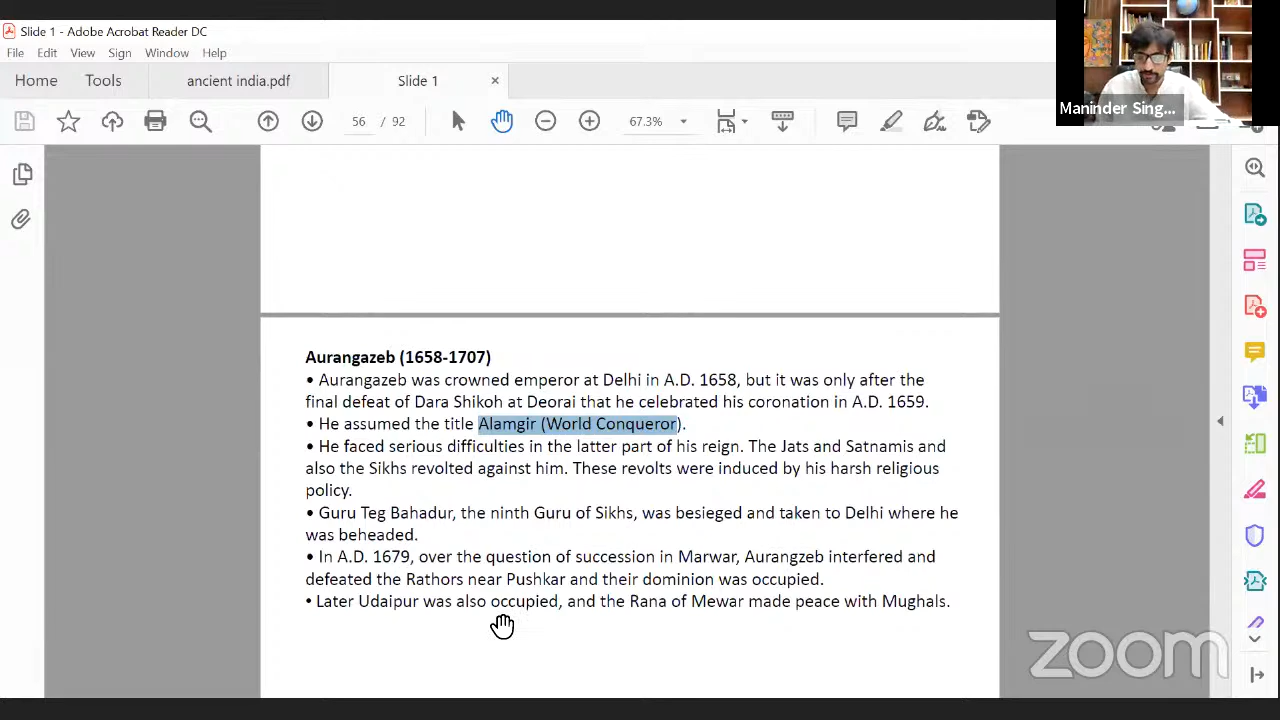 Slide 1 - Adobe Acrobat Reader DC
File Edit View Sign Window Help
Home Tools ancient india.pdf Slide 1 ×
56 / 92 67.3%
Maninder Sing...
Aurangazeb (1658-1707)
• Aurangazeb was crowned emperor at Delhi in A.D. 1658, but it was only after the
final defeat of Dara Shikoh at Deorai that he celebrated his coronation in A.D. 1659.
• He assumed the title Alamgir (World Conqueror).
• He faced serious difficulties in the latter part of his reign. The Jats and Satnamis and
also the Sikhs revolted against him. These revolts were induced by his harsh religious
policy.
• Guru Teg Bahadur, the ninth Guru of Sikhs, was besieged and taken to Delhi where he
was beheaded.
• In A.D. 1679, over the question of succession in Marwar, Aurangzeb interfered and
defeated the Rathors near Pushkar and their dominion was occupied.
• Later Udaipur was also occupied, and the Rana of Mewar made peace with Mughals.
zoom